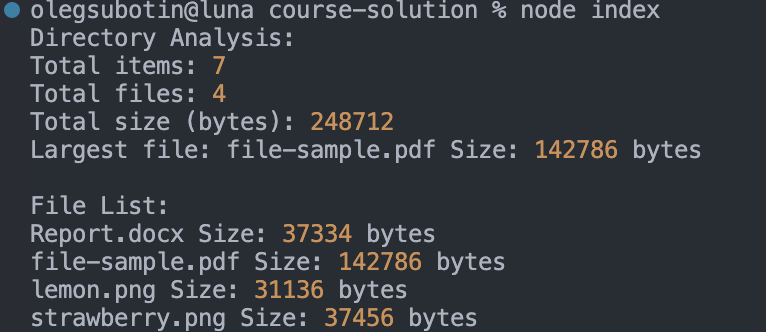 olegsubotin@luna course-solution % node index
Directory Analysis:
Total items: 7
Total files: 4
Total size (bytes): 248712
Largest file: file-sample.pdf Size: 142786 bytes

File List:
Report.docx Size: 37334 bytes
file-sample.pdf Size: 142786 bytes
lemon.png Size: 31136 bytes
strawberry.png Size: 37456 bytes